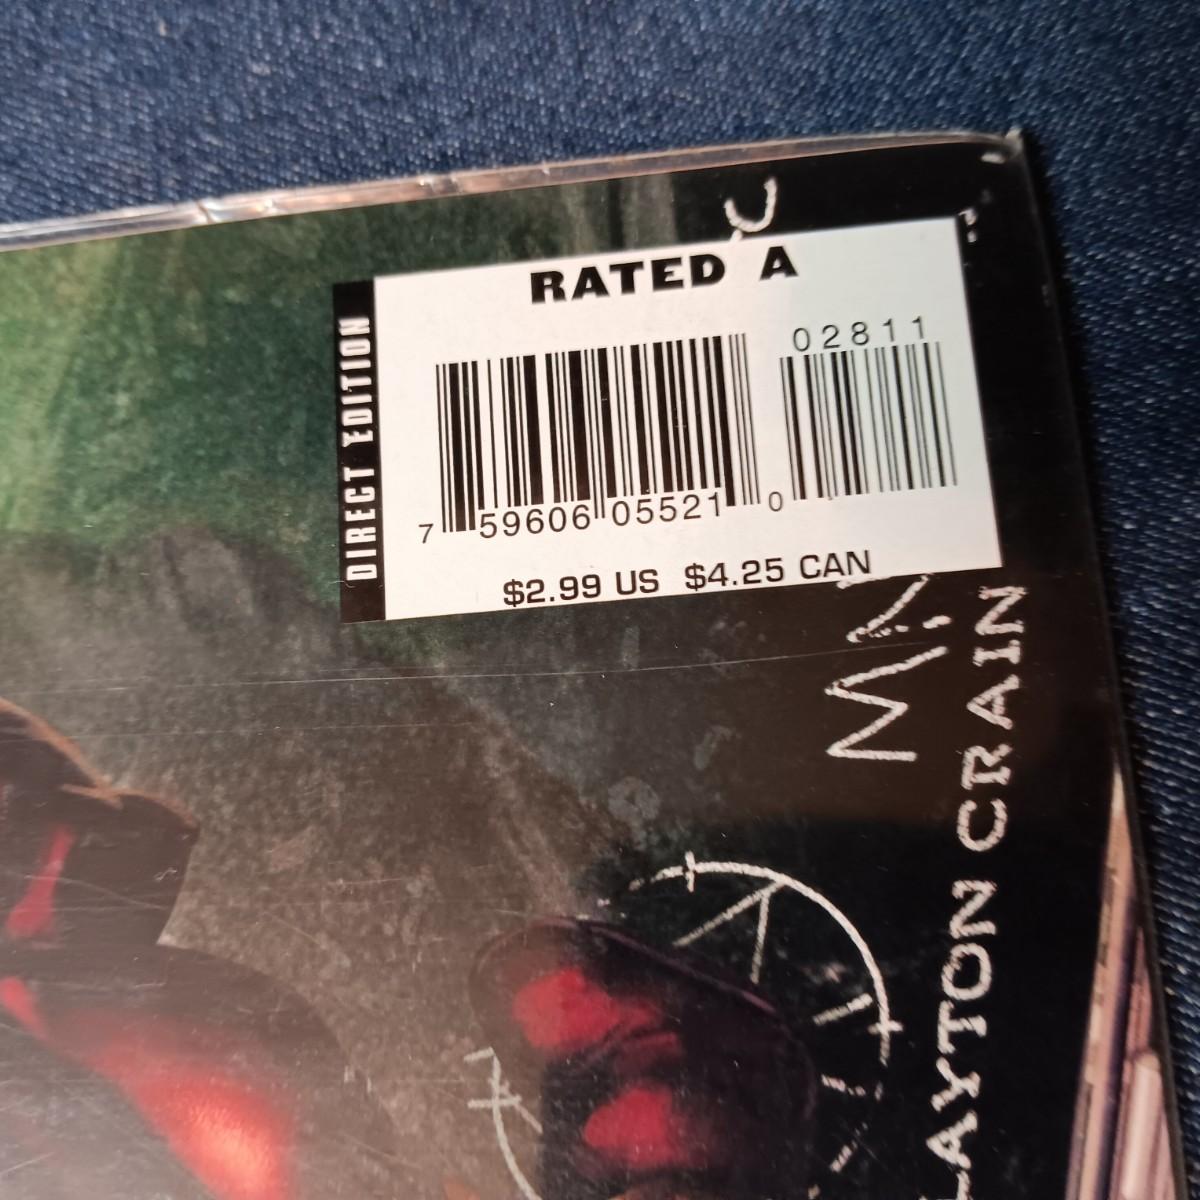 RATED A
DIRECT EDITION
02811
7 59606 05521 0
$2.99 US $4.25 CAN
LAYTON CRAIN